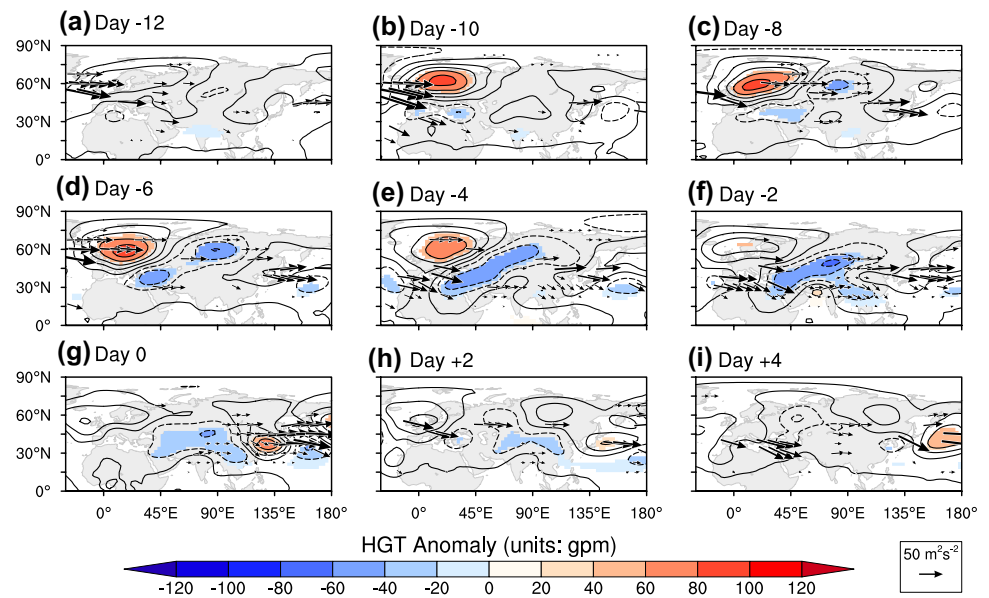 (a) Day -12
(b) Day -10
(c) Day -8
90°N
60°N
30°N
0°
(d) Day -6
(e) Day -4
(f) Day -2
90°N
60°N
30°N
0°
(g) Day 0
(h) Day +2
(i) Day +4
90°N
60°N
30°N
0°
0° 45°E 90°E 135°E 180°
0° 45°E 90°E 135°E 180°
0° 45°E 90°E 135°E 180°
HGT Anomaly (units: gpm)
-120 -100 -80 -60 -40 -20 0 20 40 60 80 100 120
50 m²s⁻²